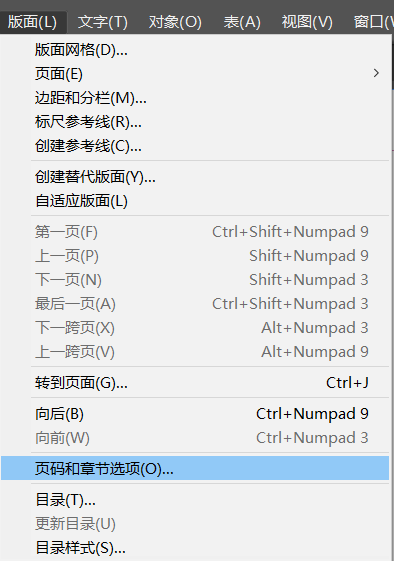 版面(L) 文字(T) 对象(O) 表(A) 视图(V) 窗口(W
版面网格(D)...
页面(E)
边距和分栏(M)...
标尺参考线(R)...
创建参考线(C)...
创建替代版面(Y)...
自适应版面(L)
第一页(F) Ctrl+Shift+Numpad 9
上一页(P) Shift+Numpad 9
下一页(N) Shift+Numpad 3
最后一页(A) Ctrl+Shift+Numpad 3
下一跨页(X) Alt+Numpad 3
上一跨页(V) Alt+Numpad 9
转到页面(G)... Ctrl+J
向后(B) Ctrl+Numpad 9
向前(W) Ctrl+Numpad 3
页码和章节选项(O)...
目录(T)...
更新目录(U)
目录样式(S)...